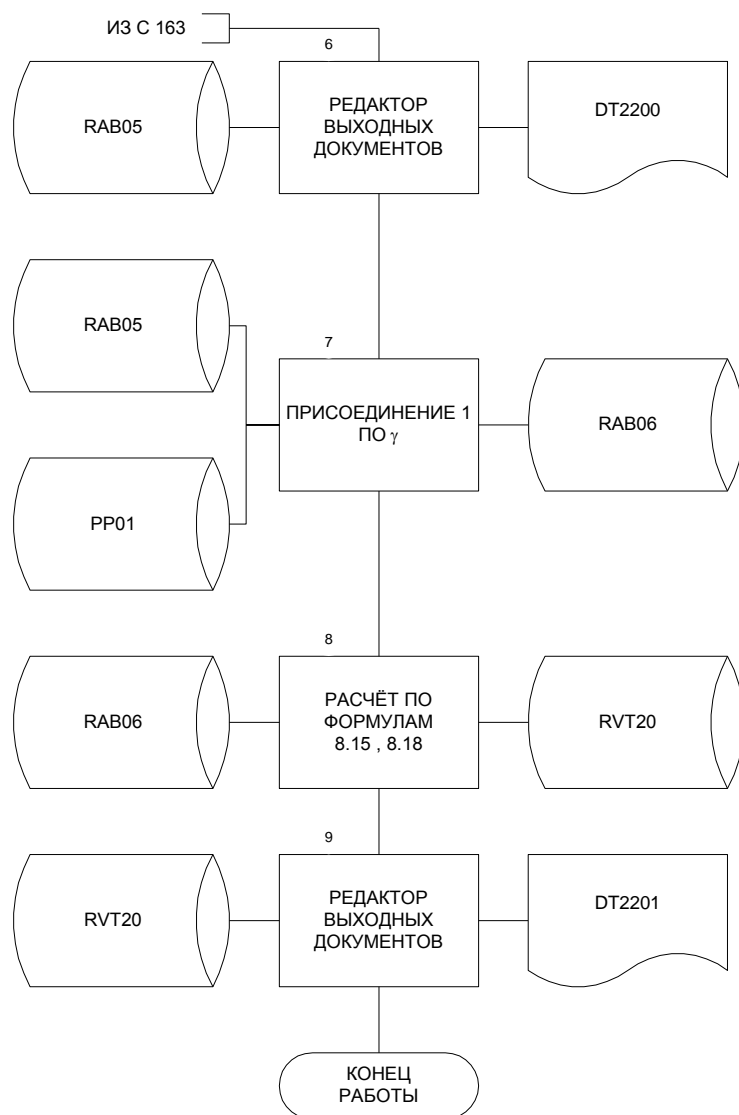 ИЗ С 163
6
RAB05
РЕДАКТОР
ВЫХОДНЫХ
ДОКУМЕНТОВ
DT2200
RAB05
7
ПРИСОЕДИНЕНИЕ 1
ПО γ
RAB06
PP01
8
RAB06
РАСЧЁТ ПО
ФОРМУЛАМ
8.15 , 8.18
RVT20
9
RVT20
РЕДАКТОР
ВЫХОДНЫХ
ДОКУМЕНТОВ
DT2201
КОНЕЦ
РАБОТЫ